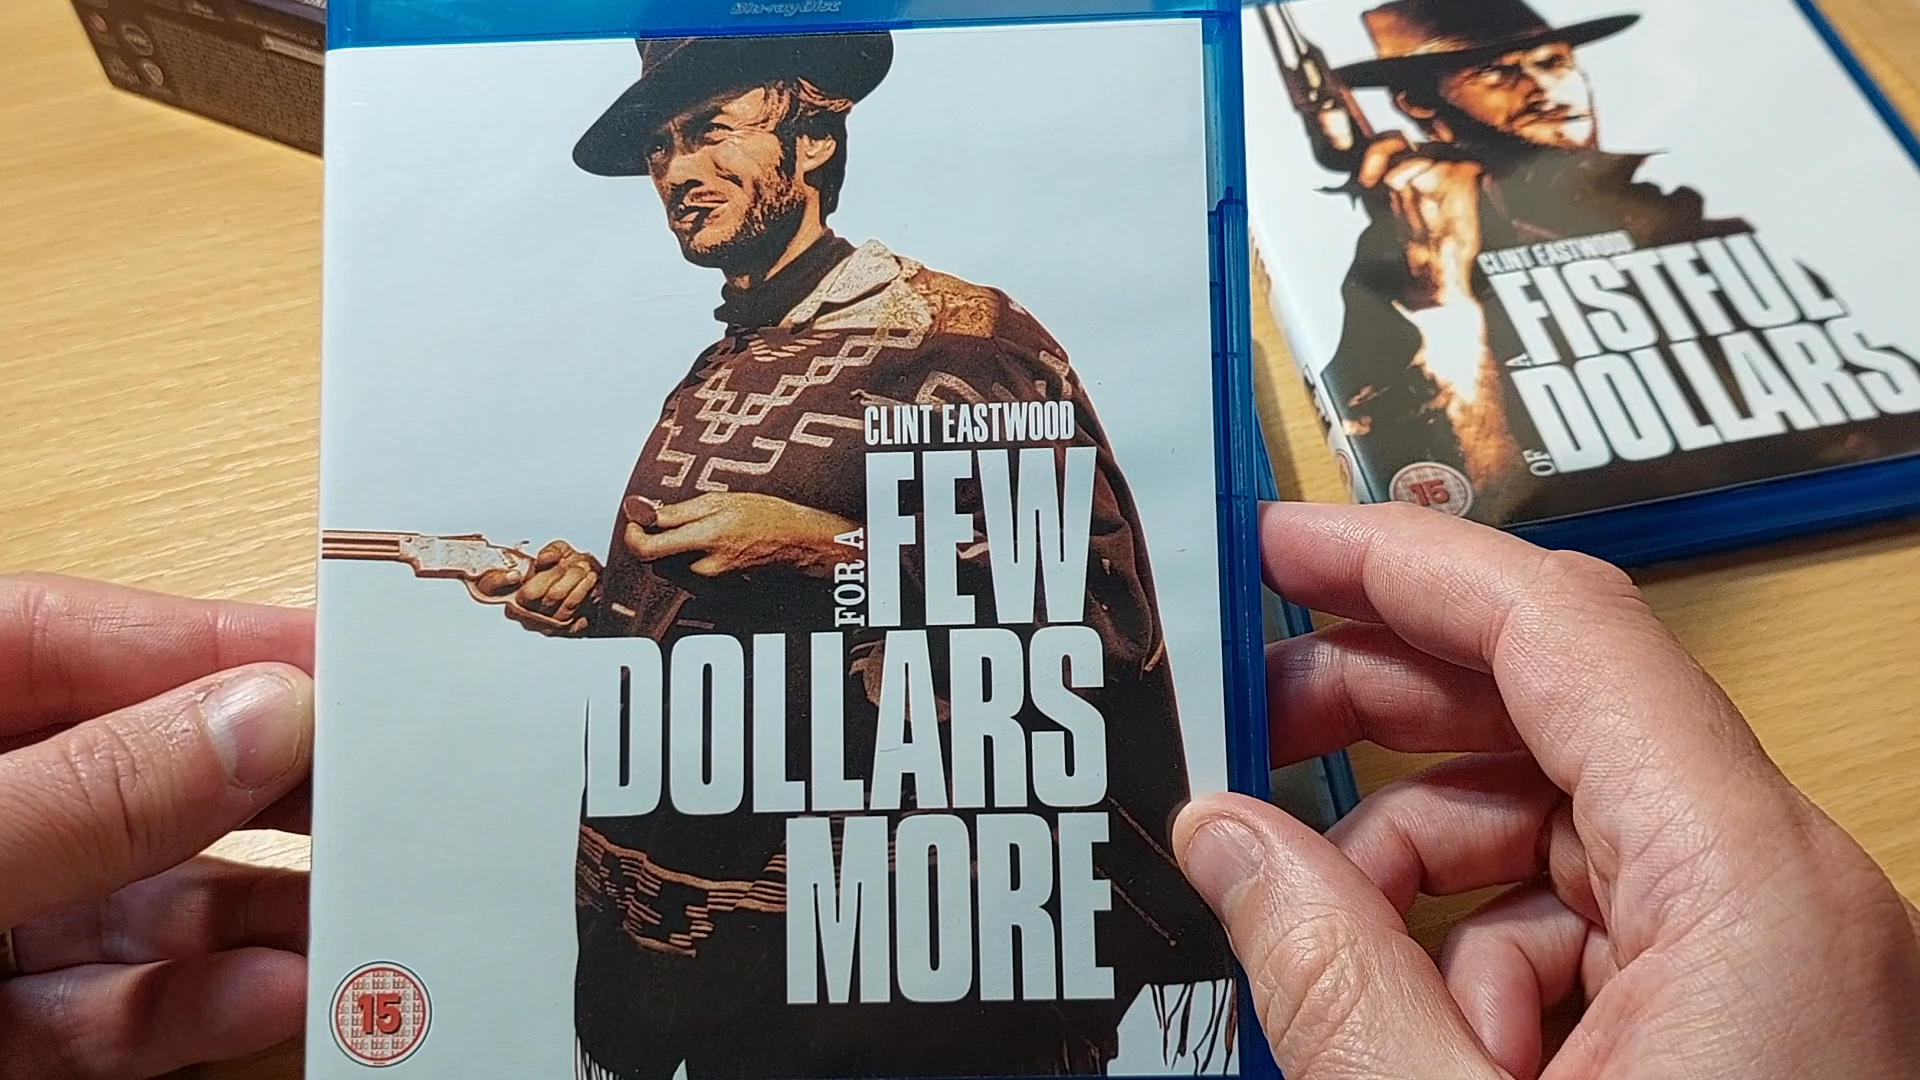 Blu-ray Disc
CLINT EASTWOOD
FOR A
FEW
DOLLARS
MORE
15
CLINT EASTWOOD
A
FISTFUL
OF
DOLLARS
15